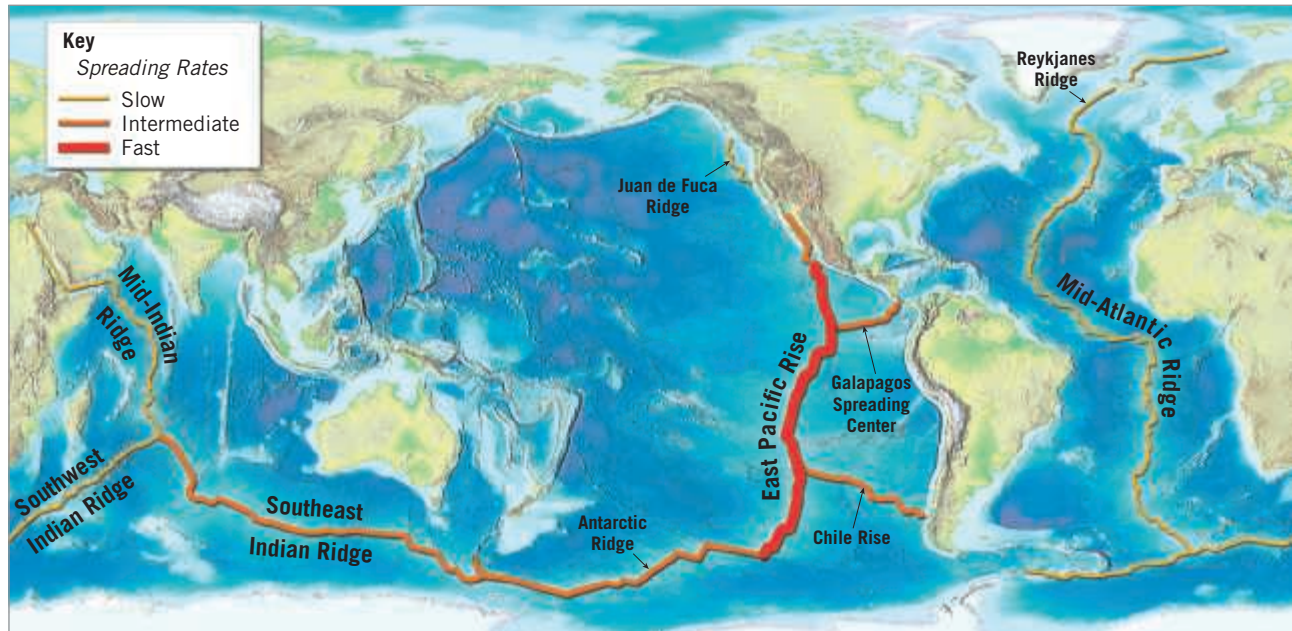 Key
Spreading Rates
Slow
Intermediate
Fast
Reykjanes
Ridge
Juan de Fuca
Ridge
Mid-Indian
Ridge
Mid-Atlantic Ridge
East Pacific Rise
Galapagos
Spreading
Center
Southwest
Indian Ridge
Southeast
Indian Ridge
Antarctic
Ridge
Chile Rise